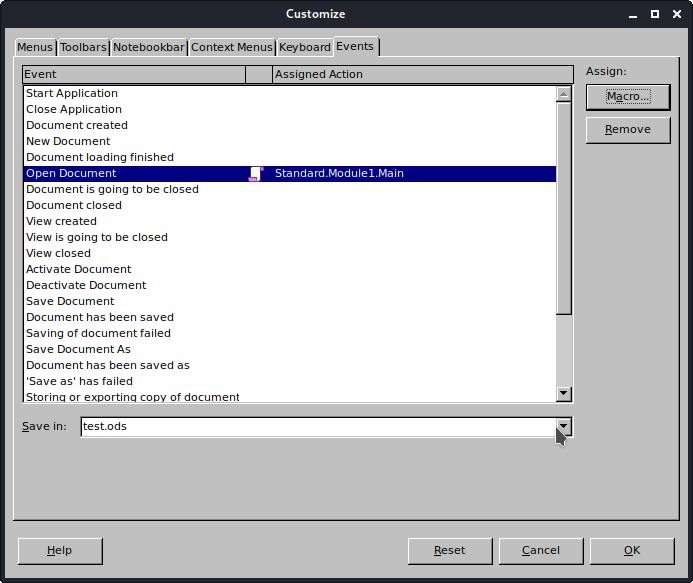 Customize
Menus Toolbars Notebookbar Context Menus Keyboard Events
Event Assigned Action
Assign:
Start Application
Macro...
Close Application
Document created
Remove
New Document
Document loading finished
Open Document Standard.Module1.Main
Document is going to be closed
Document closed
View created
View is going to be closed
View closed
Activate Document
Deactivate Document
Save Document
Document has been saved
Saving of document failed
Save Document As
Document has been saved as
'Save as' has failed
Storing or exporting copy of document
Save in: test.ods
Help Reset Cancel OK